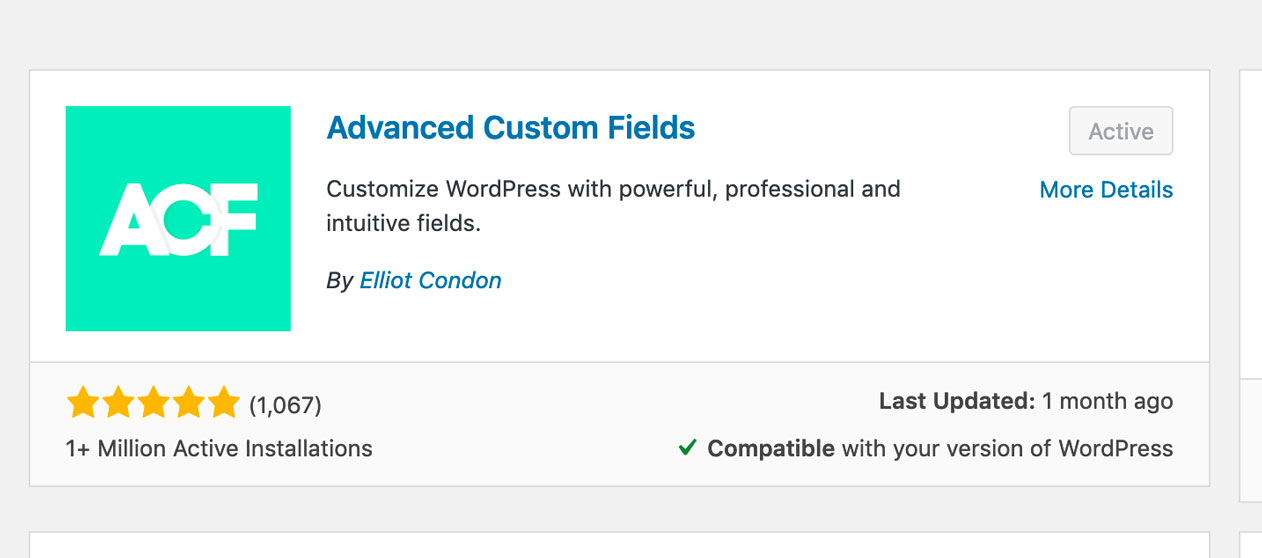 ACF
Advanced Custom Fields
Active
Customize WordPress with powerful, professional and
intuitive fields.
More Details
By Elliot Condon
(1,067)
Last Updated: 1 month ago
1+ Million Active Installations
Compatible with your version of WordPress